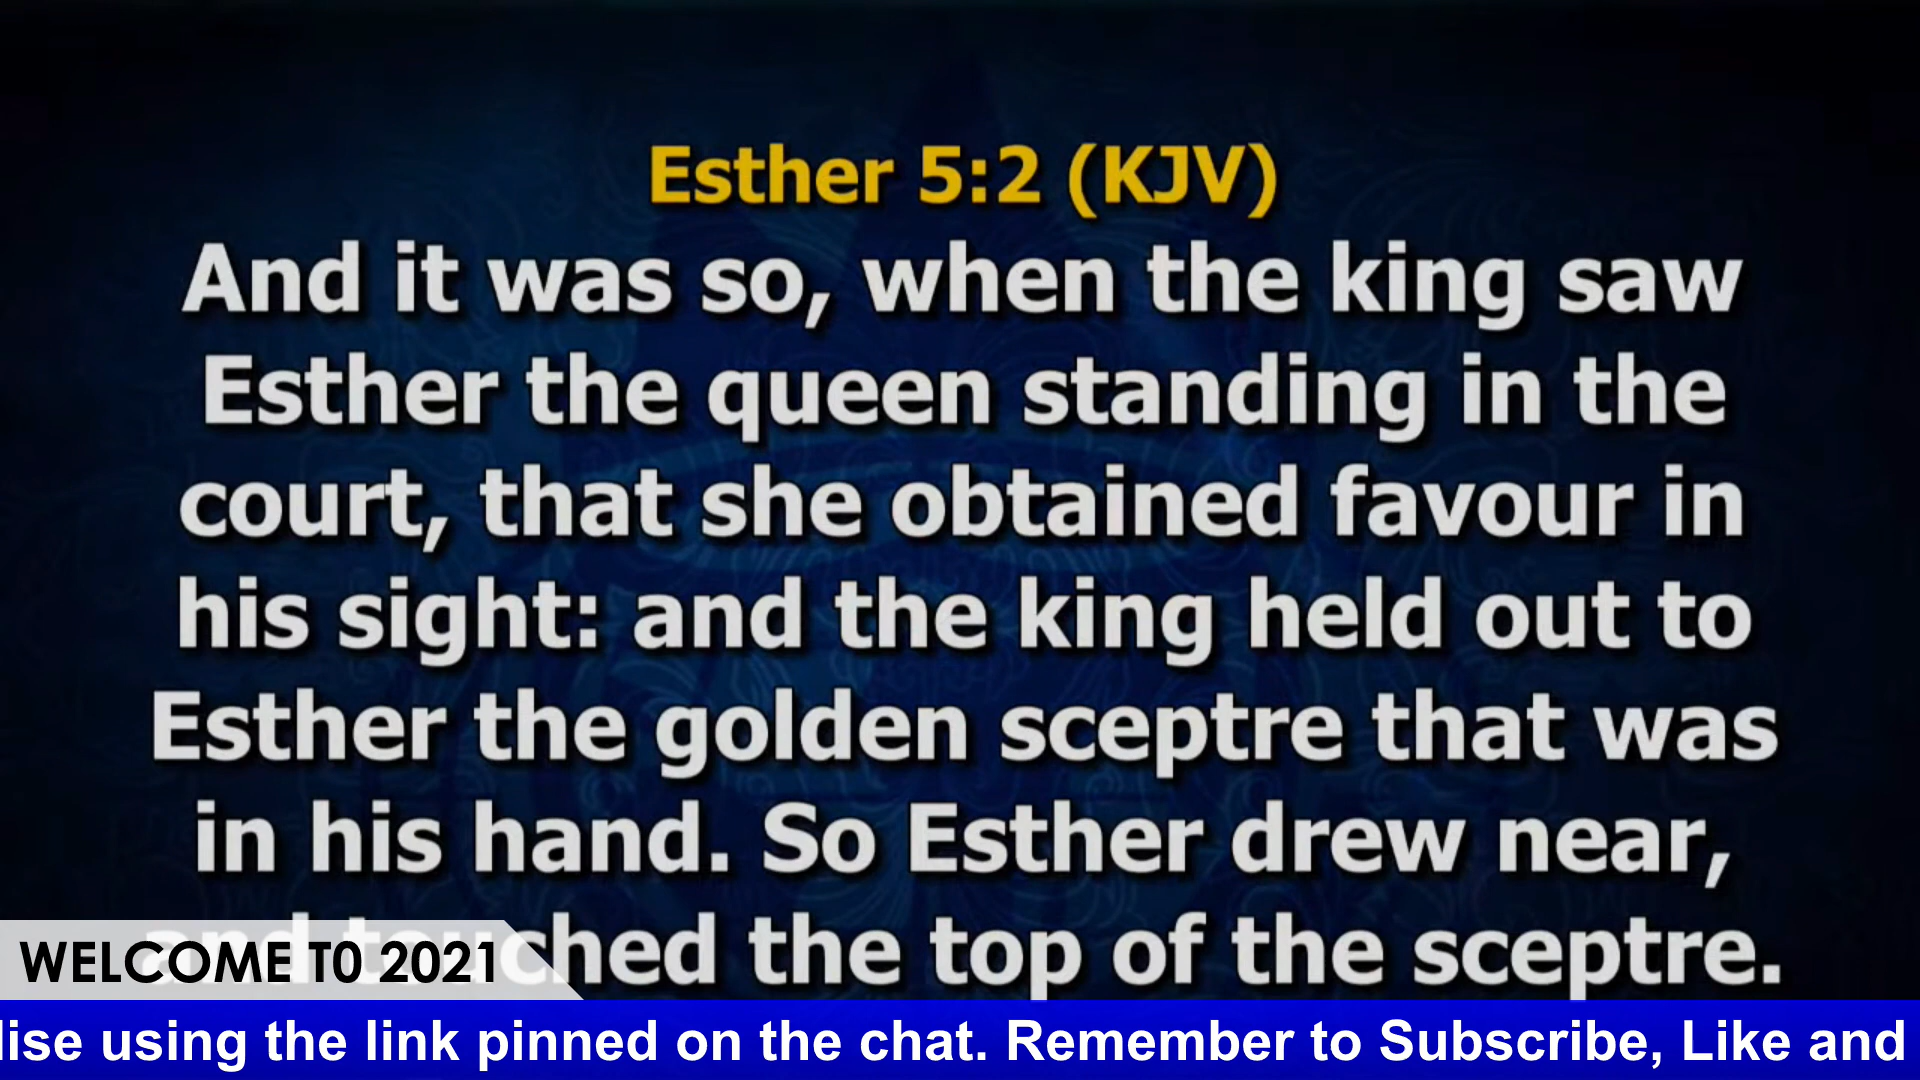 Esther 5:2 (KJV)
And it was so, when the king saw
Esther the queen standing in the
court, that she obtained favour in
his sight: and the king held out to
Esther the golden sceptre that was
in his hand. So Esther drew near,
and touched the top of the sceptre.
WELCOME T0 2021
using the link pinned on the chat. Remember to Subscribe, Like and